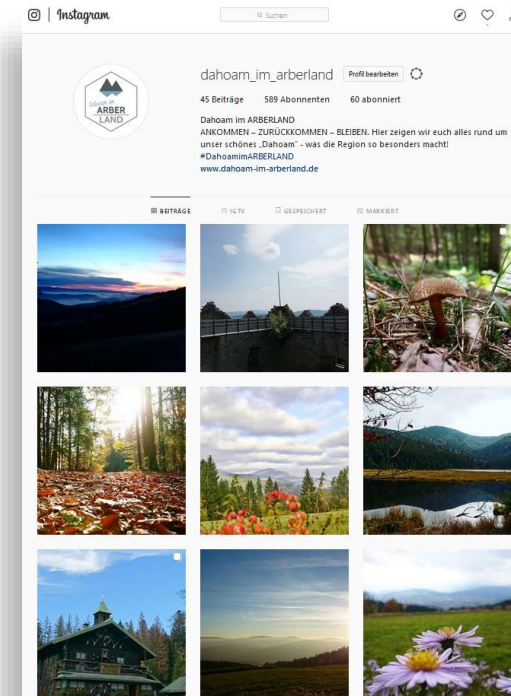 Instagram
Suchen
dahoam_im_arberland Profil bearbeiten
45 Beiträge 589 Abonnenten 60 abonniert
Dahoam im
ARBER
LAND
Dahoam im ARBERLAND
ANKOMMEN – ZURÜCKKOMMEN – BLEIBEN. Hier zeigen wir euch alles rund um
unser schönes „Dahoam" - was die Region so besonders macht!
#DahoamimARBERLAND
www.dahoam-im-arberland.de
BEITRÄGE IGTV GESPEICHERT MARKIERT